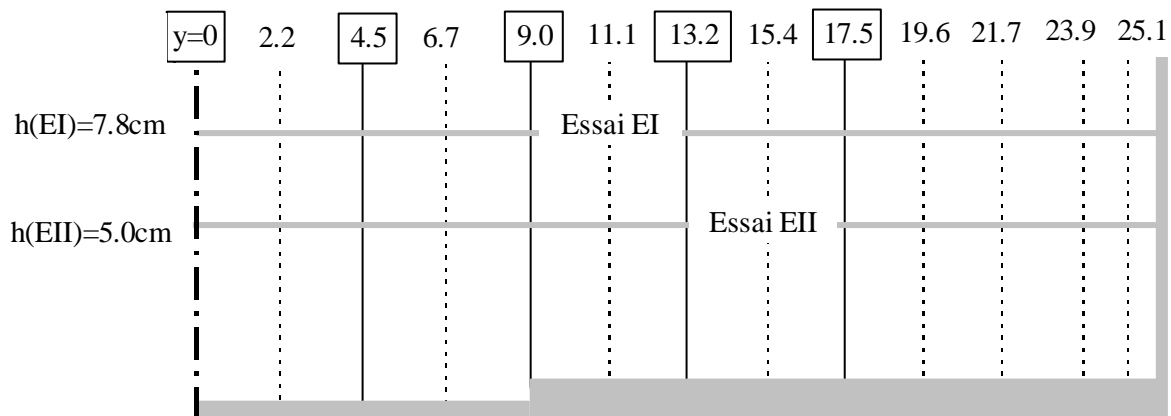 y=0 2.2 4.5 6.7 9.0 11.1 13.2 15.4 17.5 19.6 21.7 23.9 25.1
h(EI)=7.8cm Essai EI
h(EII)=5.0cm Essai EII